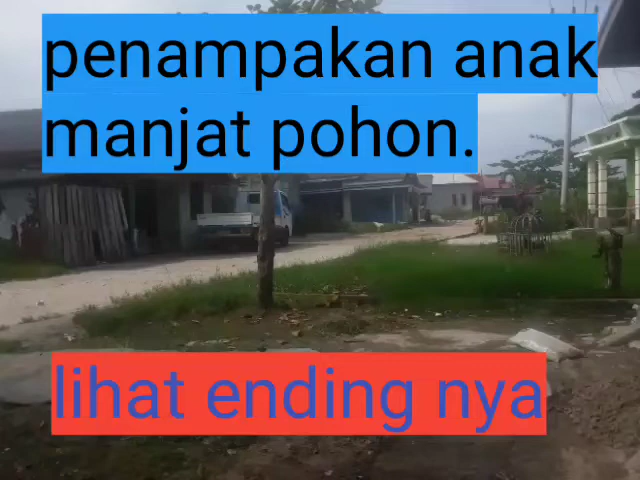 penampakan anak
manjat pohon.
lihat ending nya